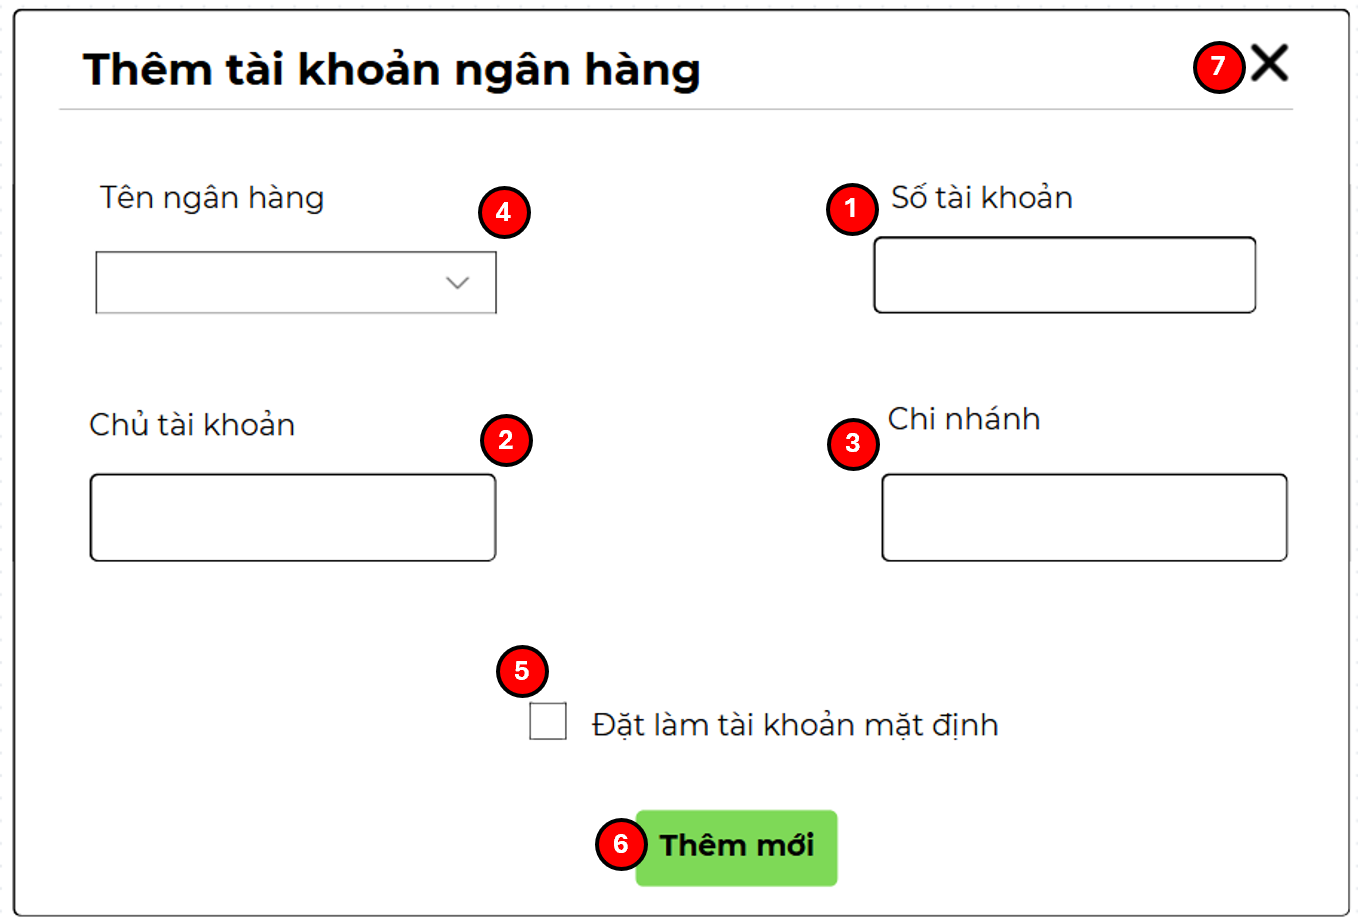 Thêm tài khoản ngân hàng
7
Tên ngân hàng
4
1
Số tài khoản
Chủ tài khoản
2
3
Chi nhánh
5
Đặt làm tài khoản mặt định
6
Thêm mới